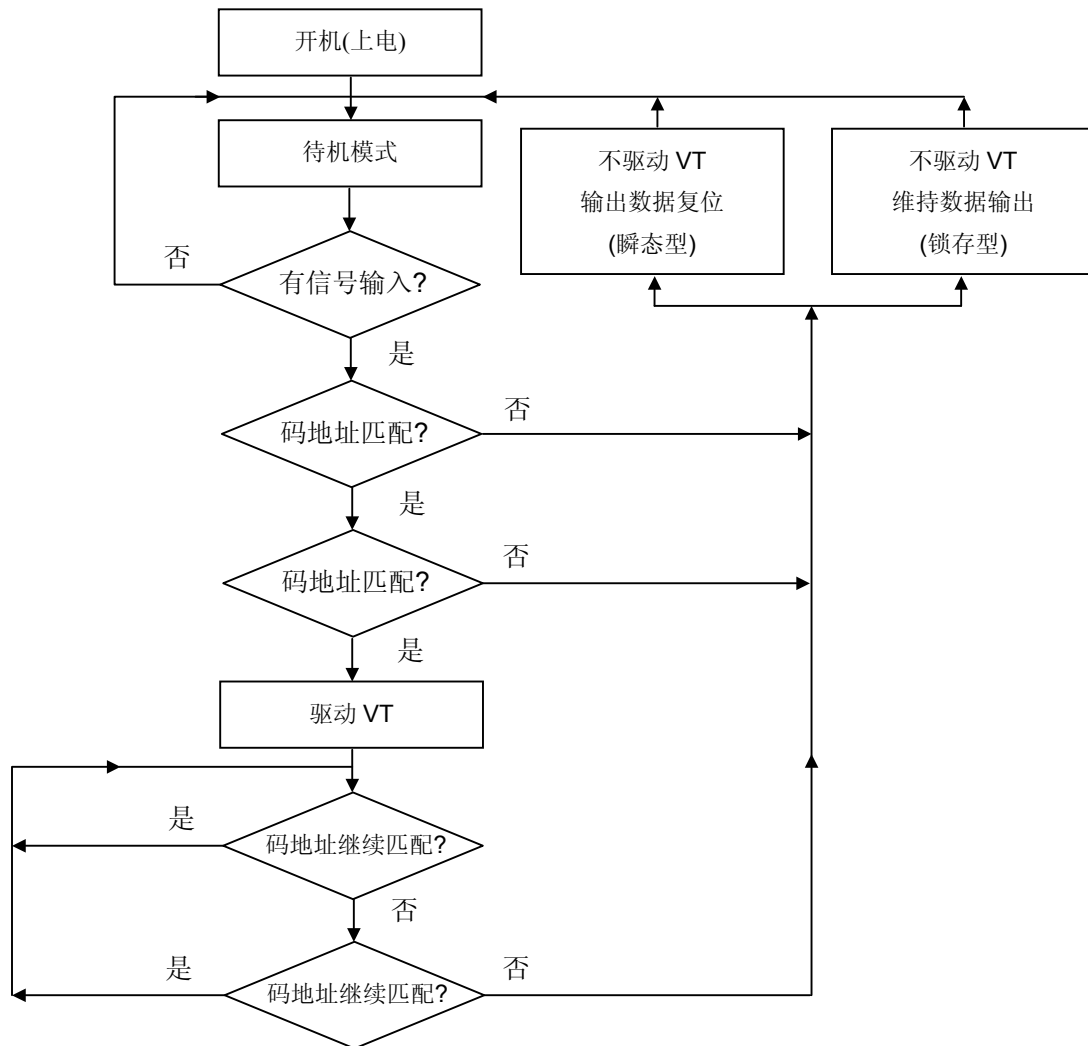 开机(上电)
待机模式
不驱动 VT
输出数据复位
(瞬态型)
不驱动 VT
维持数据输出
(锁存型)
否
有信号输入?
是
码地址匹配?
否
是
码地址匹配?
否
是
驱动 VT
是
码地址继续匹配?
否
是
码地址继续匹配?
否